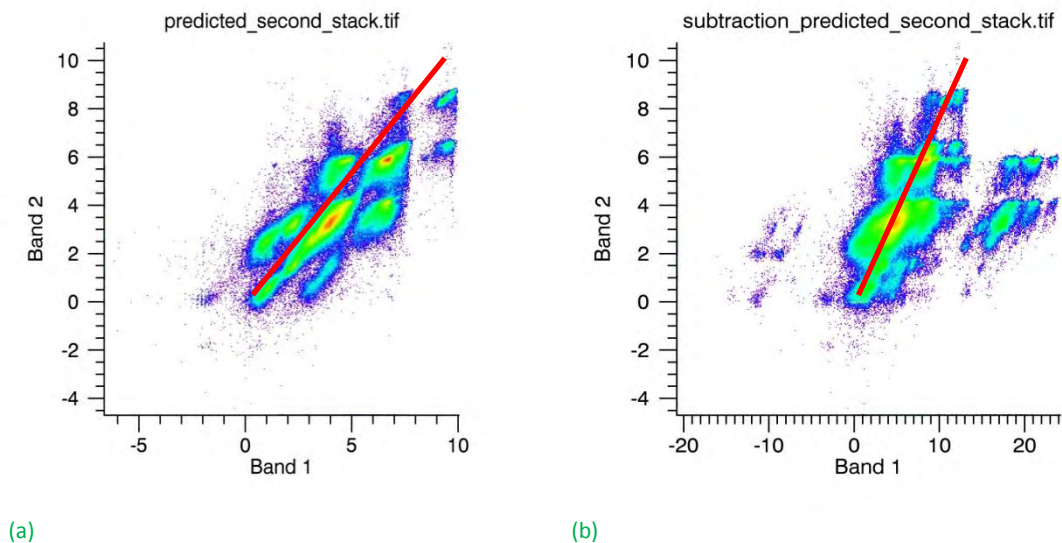 predicted_second_stack.tif
10
8
6
4
2
0
-2
-4
Band 2
-5 0 5 10
Band 1
(a)
subtraction_predicted_second_stack.tif
10
8
6
4
2
0
-2
-4
Band 2
-20 -10 0 10 20
Band 1
(b)